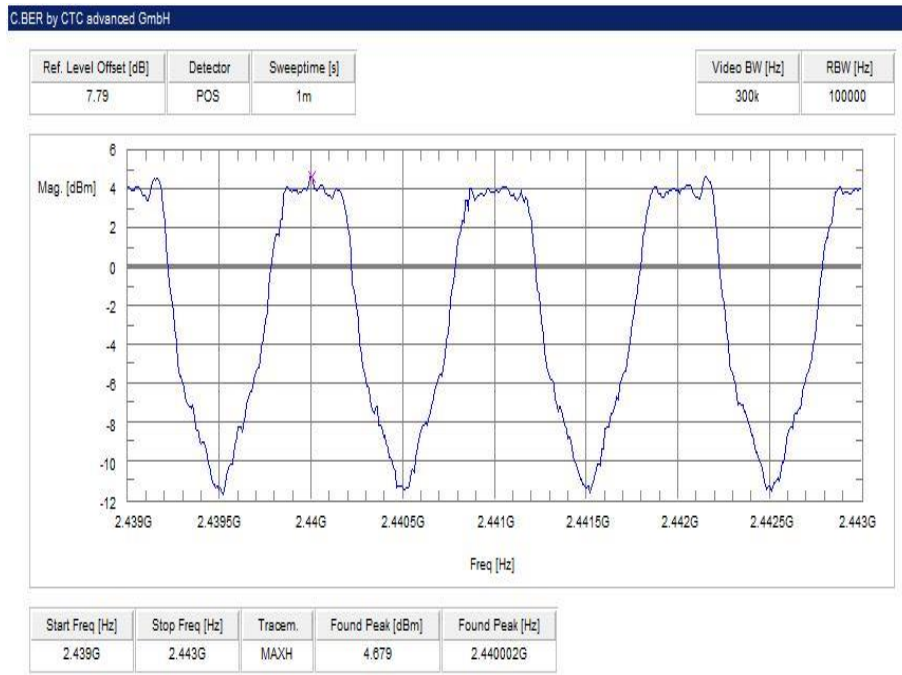 C.BER by CTC advanced GmbH
Ref. Level Offset [dB] Detector Sweeptime [s] Video BW [Hz] RBW [Hz]
7.79 POS 1m 300k 100000
6
Mag. [dBm] 4
2
0
-2
-4
-6
-8
-10
-12
2.439G 2.4395G 2.44G 2.4405G 2.441G 2.4415G 2.442G 2.4425G 2.443G
Freq [Hz]
Start Freq [Hz] Stop Freq [Hz] Tracem. Found Peak [dBm] Found Peak [Hz]
2.439G 2.443G MAXH 4.679 2.440002G